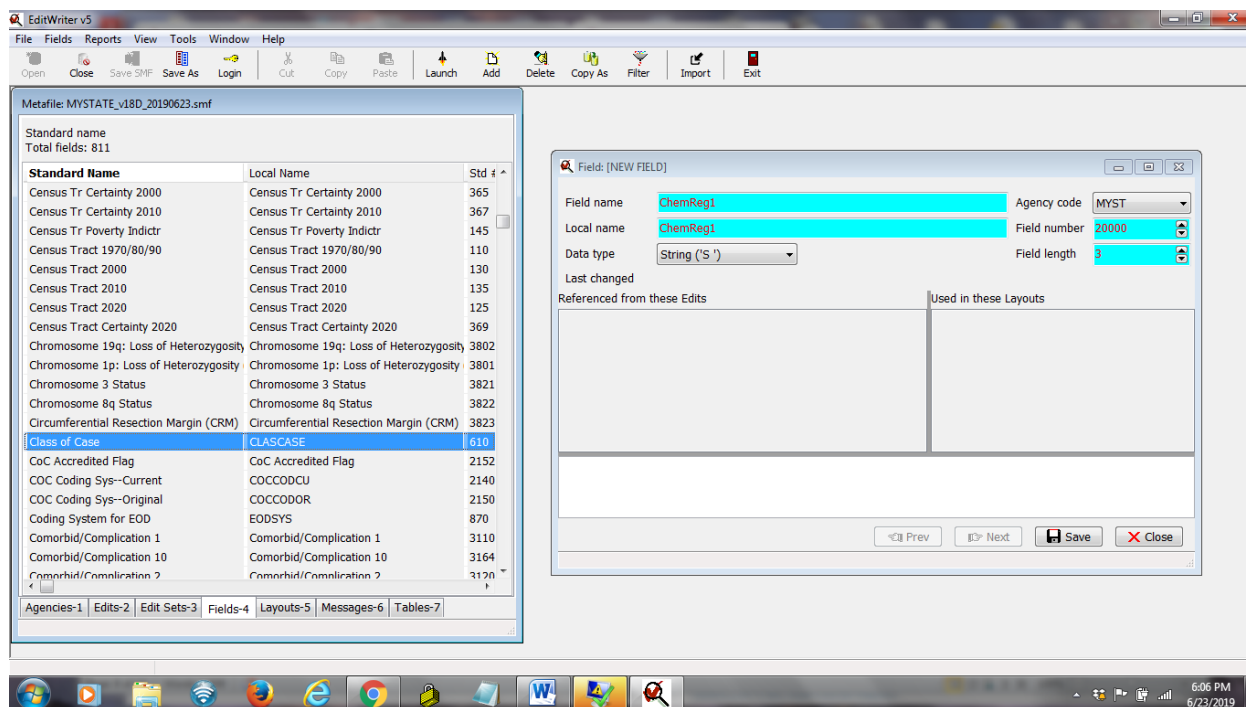 EditWriter v5
File Fields Reports View Tools Window Help
Open Close Save SMF Save As Login Cut Copy Paste Launch Add Delete Copy As Filter Import Exit
Metafile: MYSTATE_v18D_20190623.smf
Standard name
Total fields: 811
Standard Name Local Name Std #
Census Tr Certainty 2000 Census Tr Certainty 2000 365
Census Tr Certainty 2010 Census Tr Certainty 2010 367
Census Tr Poverty Indictr Census Tr Poverty Indictr 145
Census Tract 1970/80/90 Census Tract 1970/80/90 110
Census Tract 2000 Census Tract 2000 130
Census Tract 2010 Census Tract 2010 135
Census Tract 2020 Census Tract 2020 125
Census Tract Certainty 2020 Census Tract Certainty 2020 369
Chromosome 19q: Loss of Heterozygosity Chromosome 19q: Loss of Heterozygosity 3802
Chromosome 1p: Loss of Heterozygosity Chromosome 1p: Loss of Heterozygosity 3801
Chromosome 3 Status Chromosome 3 Status 3821
Chromosome 8q Status Chromosome 8q Status 3822
Circumferential Resection Margin (CRM) Circumferential Resection Margin (CRM) 3823
Class of Case CLASCASE 610
CoC Accredited Flag CoC Accredited Flag 2152
COC Coding Sys--Current COCCODCU 2140
COC Coding Sys--Original COCCODOR 2150
Coding System for EOD EODSYS 870
Comorbid/Complication 1 Comorbid/Complication 1 3110
Comorbid/Complication 10 Comorbid/Complication 10 3164
Comorbid/Complication 2 Comorbid/Complication 2 3120
Agencies-1 Edits-2 Edit Sets-3 Fields-4 Layouts-5 Messages-6 Tables-7
Field: [NEW FIELD]
Field name ChemReg1 Agency code MYST
Local name ChemReg1 Field number 20000
Data type String ('S ') Field length 3
Last changed
Referenced from these Edits Used in these Layouts
Prev Next Save Close
6:06 PM
6/23/2019